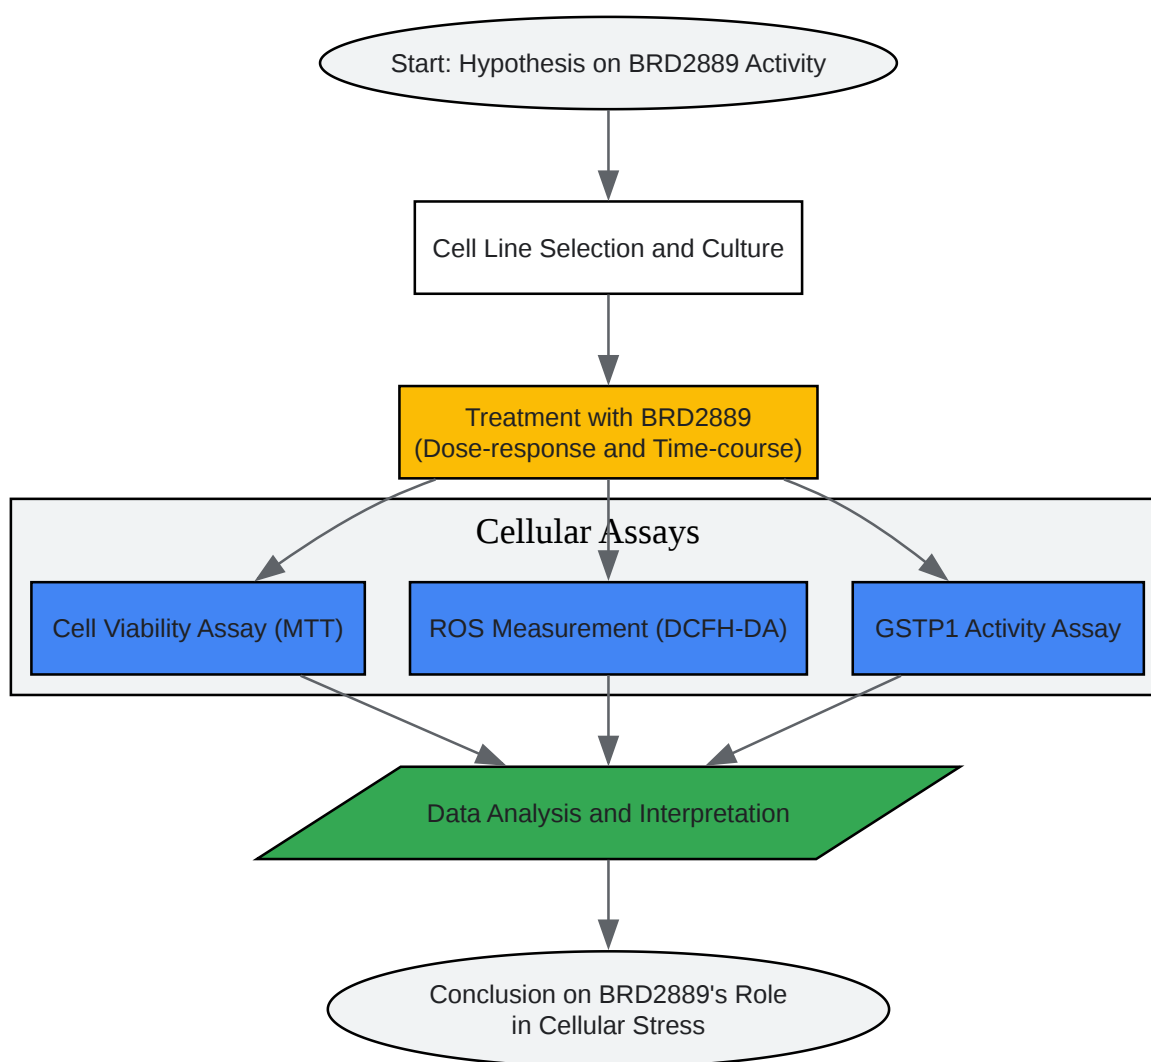 Start: Hypothesis on BRD2889 Activity
Cell Line Selection and Culture
Treatment with BRD2889
(Dose-response and Time-course)
Cellular Assays
Cell Viability Assay (MTT)
ROS Measurement (DCFH-DA)
GSTP1 Activity Assay
Data Analysis and Interpretation
Conclusion on BRD2889's Role
in Cellular Stress